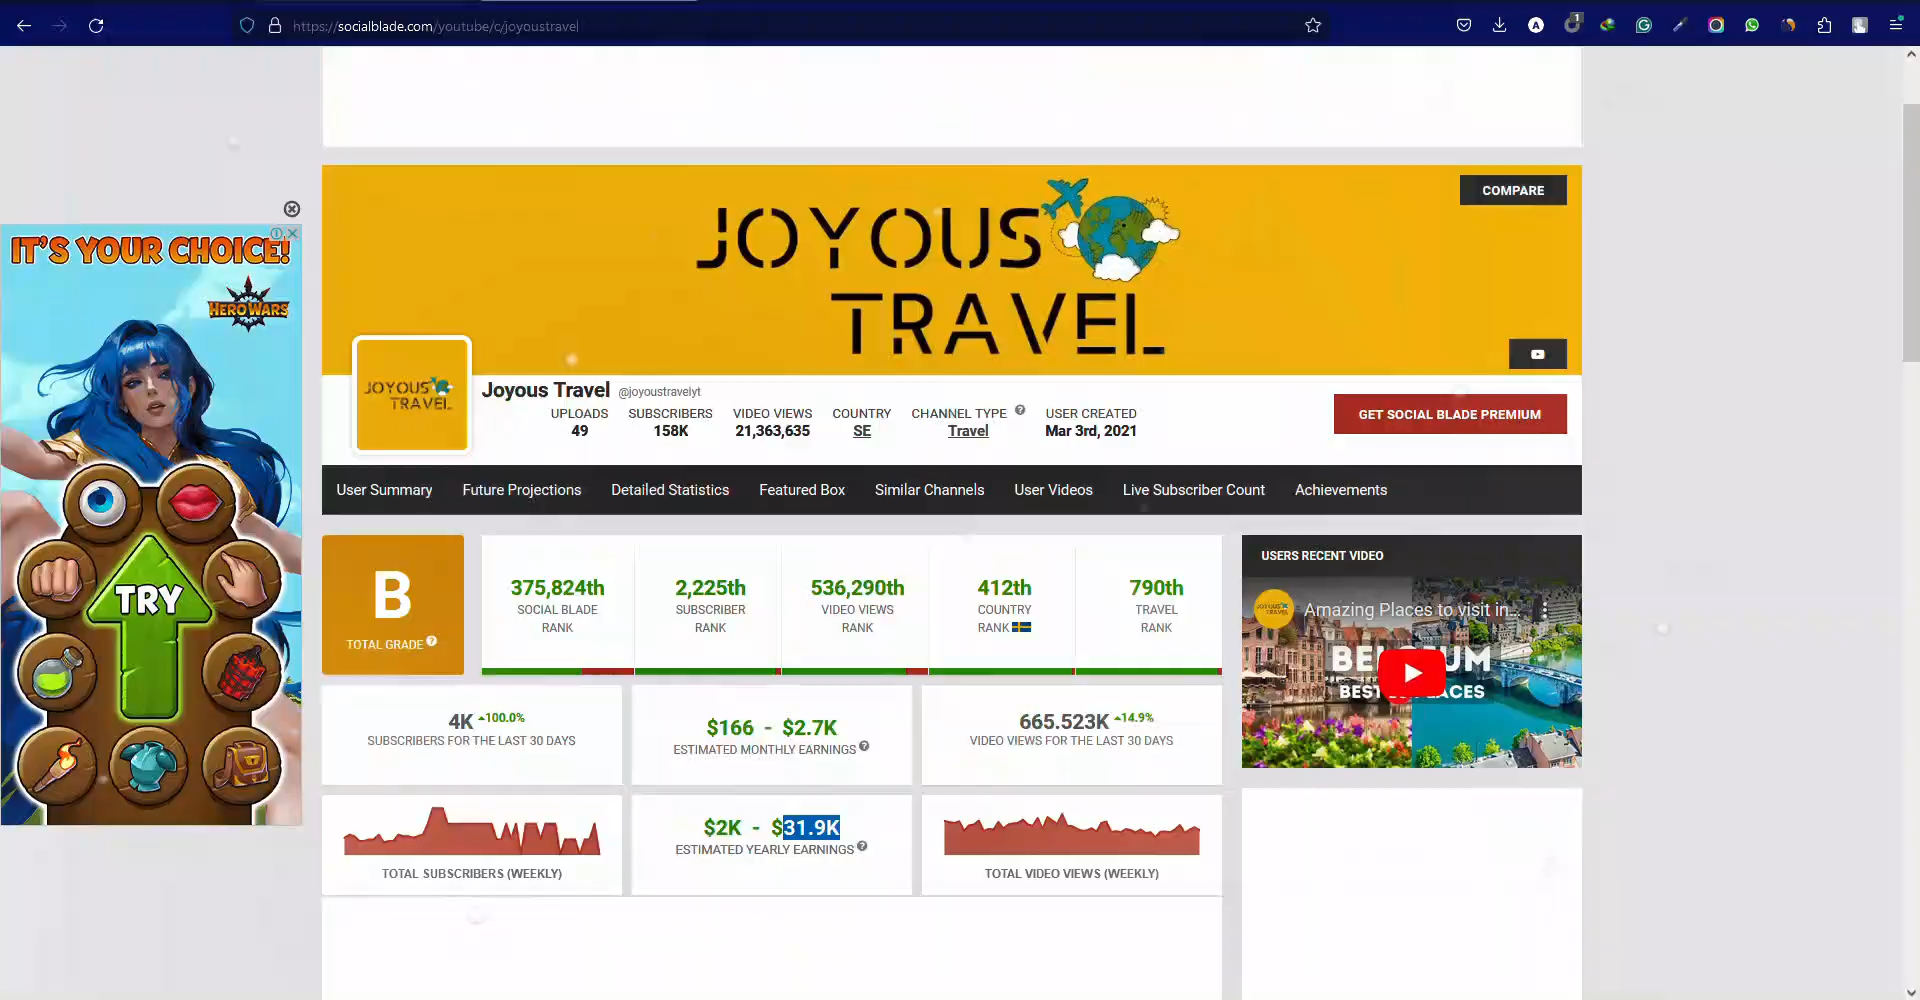 https://socialblade.com/youtube/c/joyoustravel
1
COMPARE
JOYOUS
TRAVEL
IT'S YOUR CHOICE!
HERO WARS
TRY
JOYOUS
TRAVEL
Joyous Travel @joyoustravelyt
UPLOADS SUBSCRIBERS VIDEO VIEWS COUNTRY CHANNEL TYPE ? USER CREATED
49 158K 21,363,635 SE Travel Mar 3rd, 2021
GET SOCIAL BLADE PREMIUM
User Summary Future Projections Detailed Statistics Featured Box Similar Channels User Videos Live Subscriber Count Achievements
B
TOTAL GRADE ?
375,824th 2,225th 536,290th 412th 790th
SOCIAL BLADE SUBSCRIBER VIDEO VIEWS COUNTRY TRAVEL
RANK RANK RANK RANK RANK
USERS RECENT VIDEO
Amazing Places to visit in...
BEST PLACES
4K 100.0%
SUBSCRIBERS FOR THE LAST 30 DAYS
$166 - $2.7K
ESTIMATED MONTHLY EARNINGS ?
665.523K 14.9%
VIDEO VIEWS FOR THE LAST 30 DAYS
TOTAL SUBSCRIBERS (WEEKLY)
$2K - $31.9K
ESTIMATED YEARLY EARNINGS ?
TOTAL VIDEO VIEWS (WEEKLY)